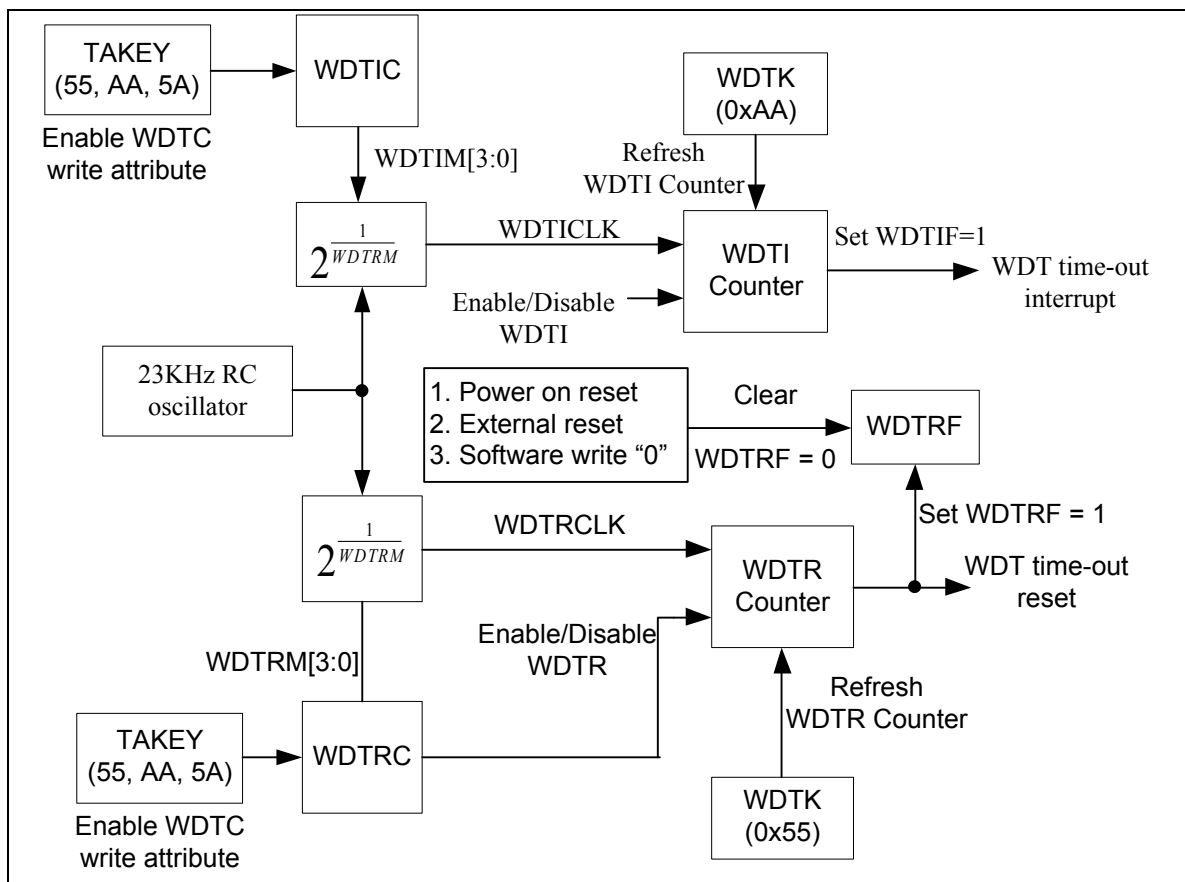 TAKEY
(55, AA, 5A)
Enable WDTC
write attribute
WDTIC
WDTIM[3:0]
WDTK
(0xAA)
Refresh
WDTI Counter
2^(1/WDTRM)
WDTICLK
Enable/Disable
WDTI
WDTI
Counter
Set WDTIF=1
WDT time-out
interrupt
23KHz RC
oscillator
1. Power on reset
2. External reset
3. Software write “0”
Clear
WDTRF = 0
WDTRF
Set WDTRF = 1
2^(1/WDTRM)
WDTRCLK
WDTR
Counter
WDT time-out
reset
Enable/Disable
WDTR
WDTRM[3:0]
Refresh
WDTR Counter
TAKEY
(55, AA, 5A)
Enable WDTC
write attribute
WDTRC
WDTK
(0x55)